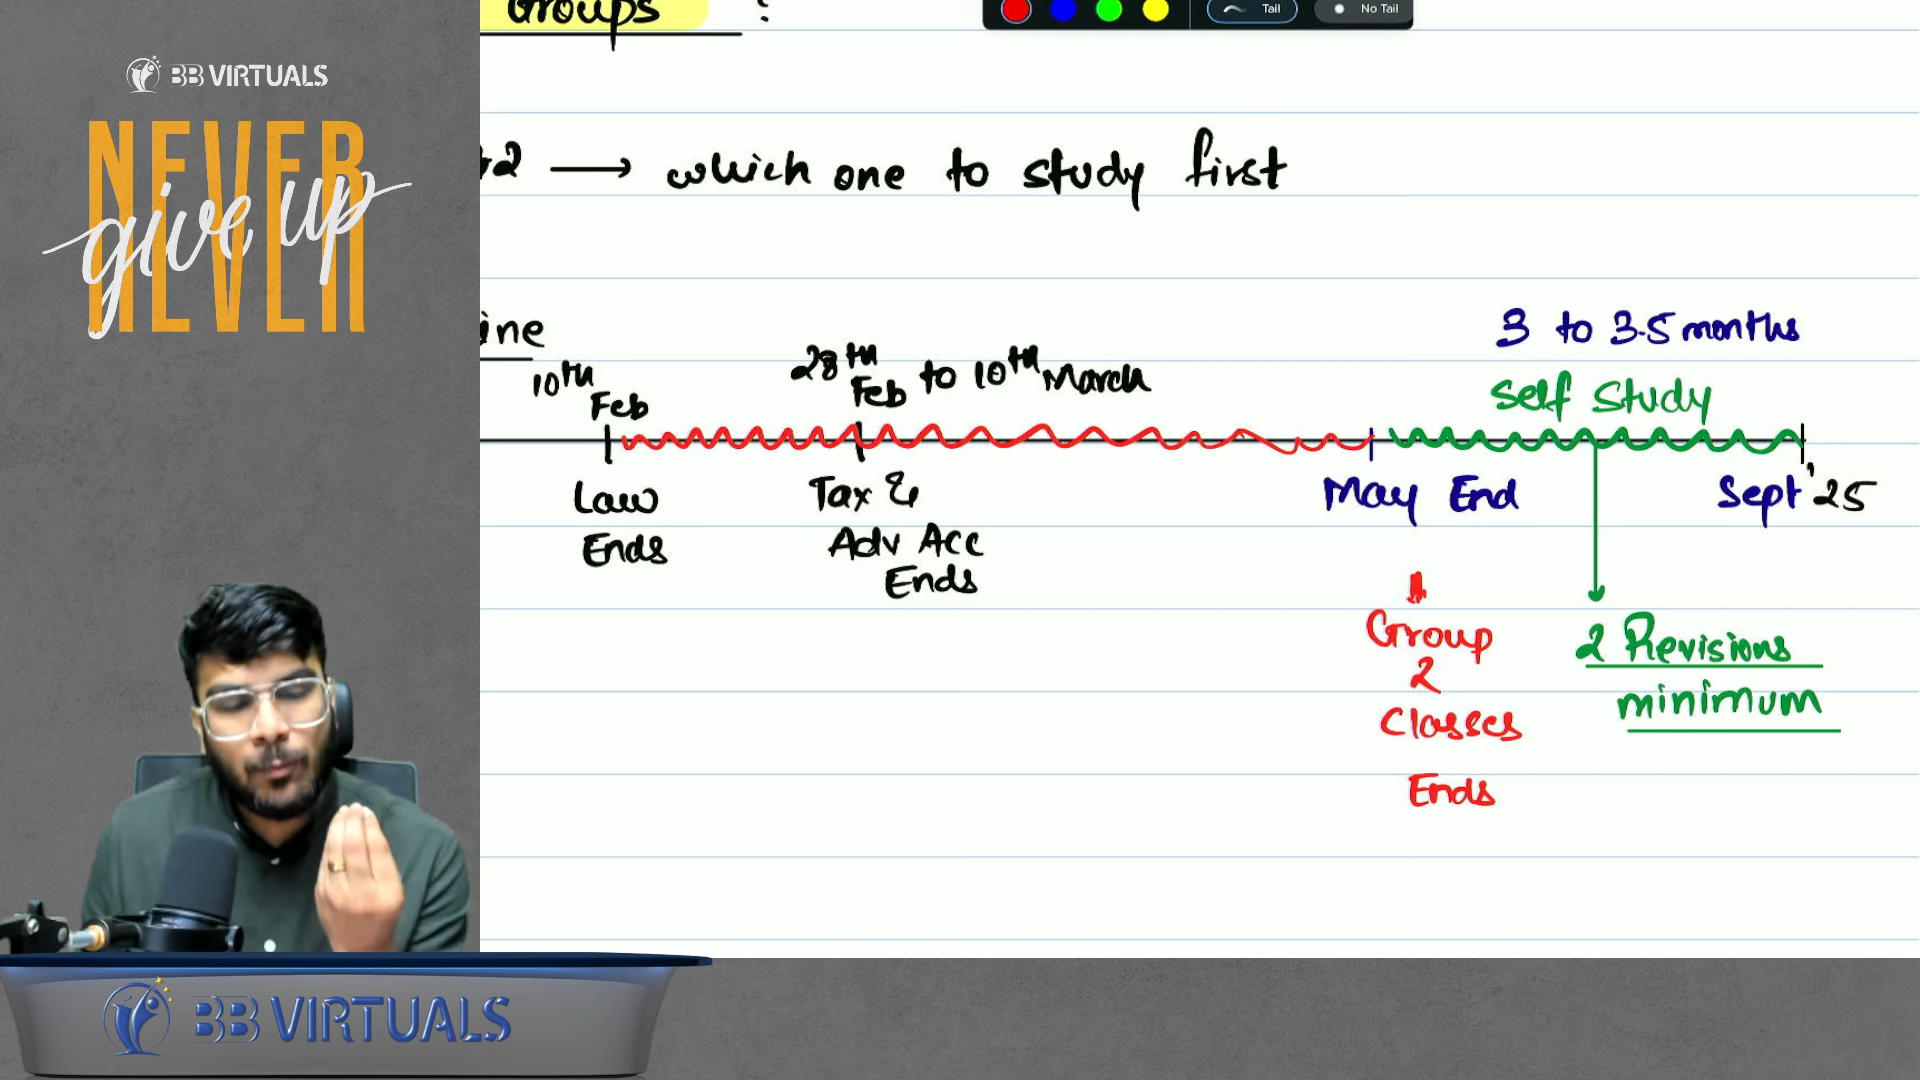 Groups ?
Tail
No Tail
BB VIRTUALS
NEVER
give up
NEVER
2 → which one to study first
ine
10th Feb
28th Feb to 10th March
3 to 3.5 months
Self Study
Law Ends
Tax & Adv Acc Ends
May End
Sept '25
Group 2 Classes Ends
2 Revisions minimum
BB VIRTUALS